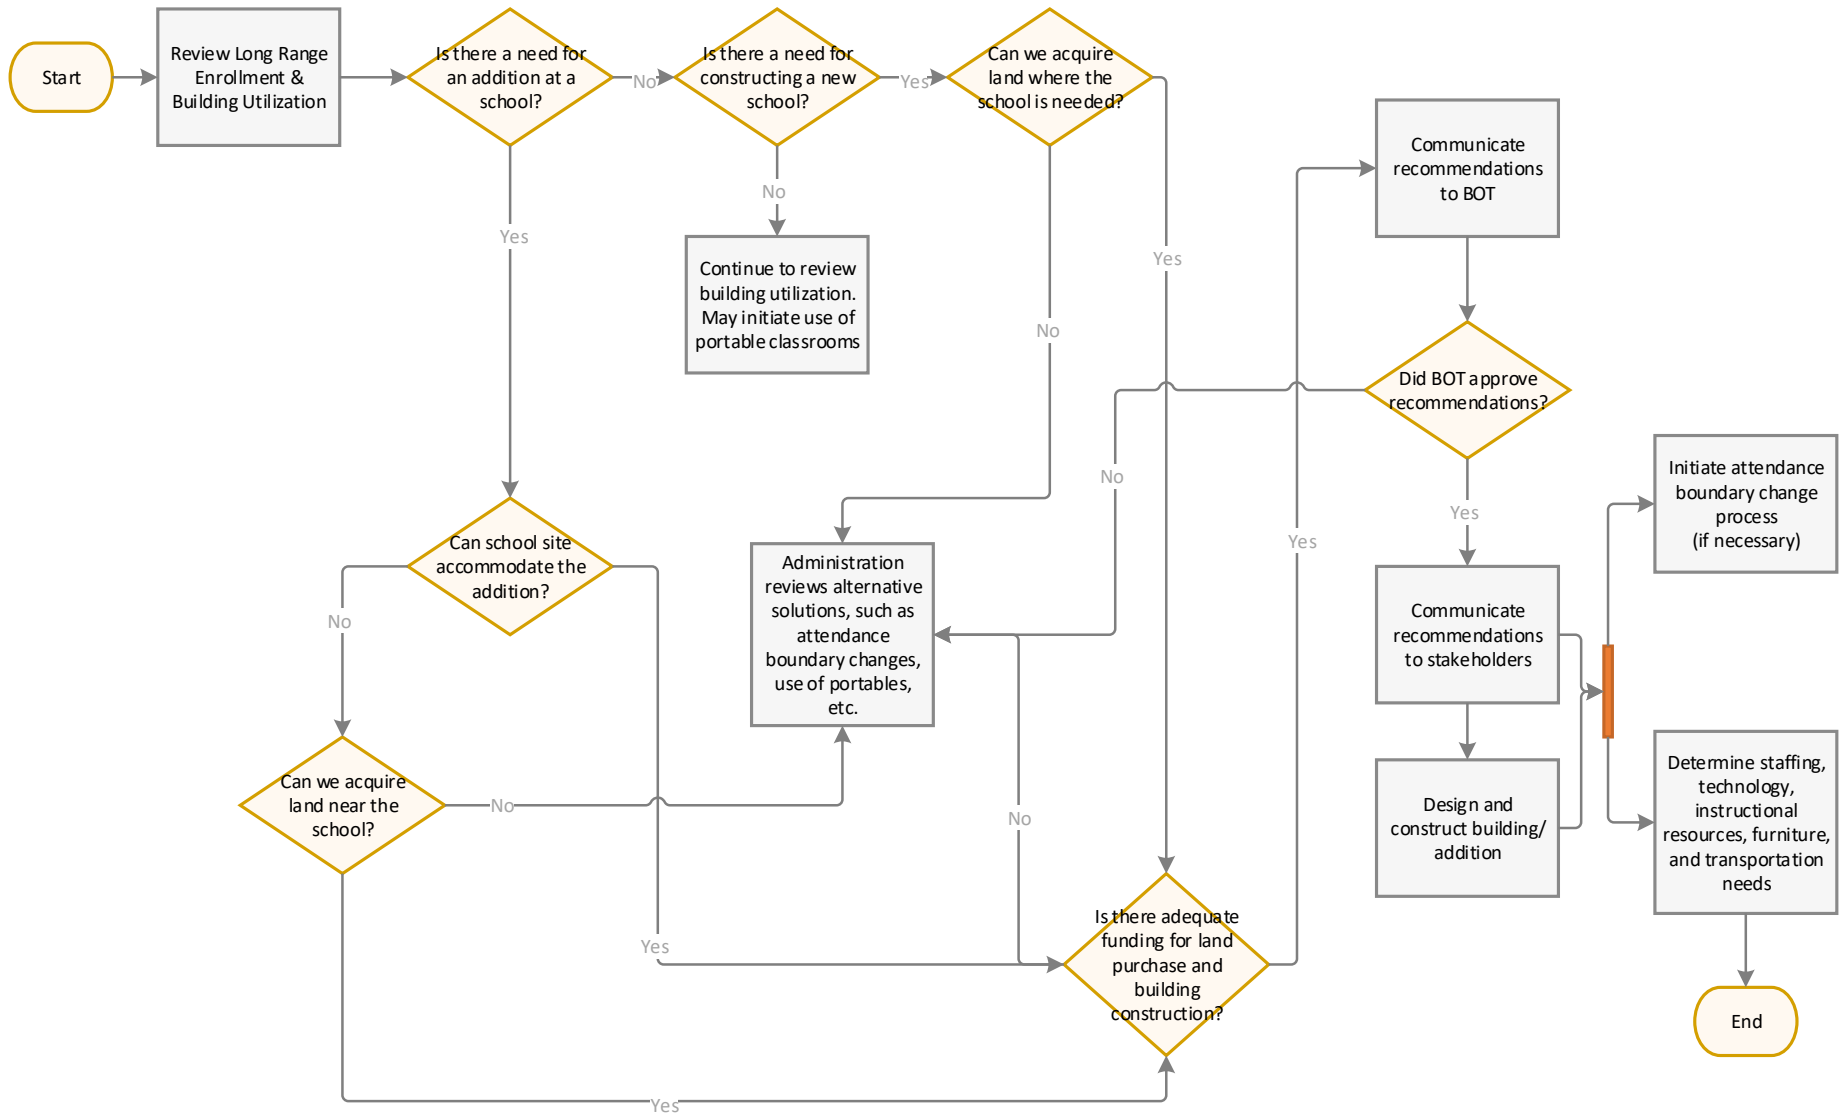 Start
Review Long Range
Enrollment &
Building Utilization
Is there a need for
an addition at a
school?
No
Is there a need for
constructing a new
school?
Yes
Can we acquire
land where the
school is needed?
Communicate
recommendations
to BOT
No
Yes
Yes
Continue to review
building utilization.
May initiate use of
portable classrooms
No
Did BOT approve
recommendations?
No
Yes
Initiate attendance
boundary change
process
(if necessary)
Can school site
accommodate the
addition?
Yes
Administration
reviews alternative
solutions, such as
attendance
boundary changes,
use of portables,
etc.
No
Communicate
recommendations
to stakeholders
Can we acquire
land near the
school?
No
No
Design and
construct building/
addition
Determine staffing,
technology,
instructional
resources, furniture,
and transportation
needs
Yes
Is there adequate
funding for land
purchase and
building
construction?
End
Yes